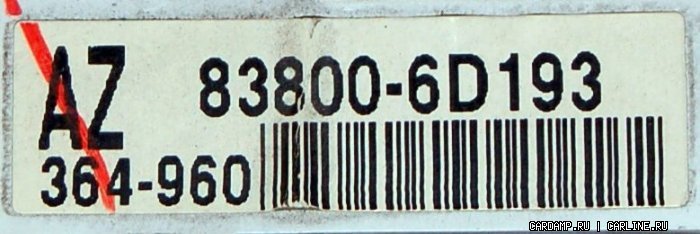 AZ 83800-6D193
364-960
CARDAMP.RU | CARLINE.RU